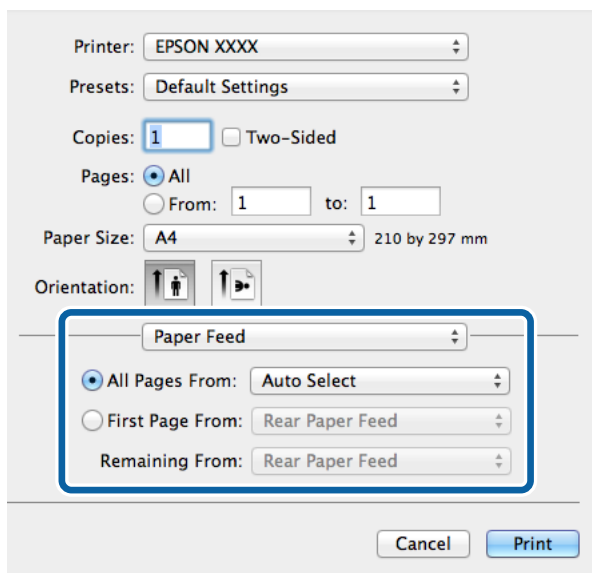 Printer: EPSON XXXX
Presets: Default Settings
Copies: 1 Two-Sided
Pages: All
From: 1 to: 1
Paper Size: A4 210 by 297 mm
Orientation:
Paper Feed
All Pages From: Auto Select
First Page From: Rear Paper Feed
Remaining From: Rear Paper Feed
Cancel Print